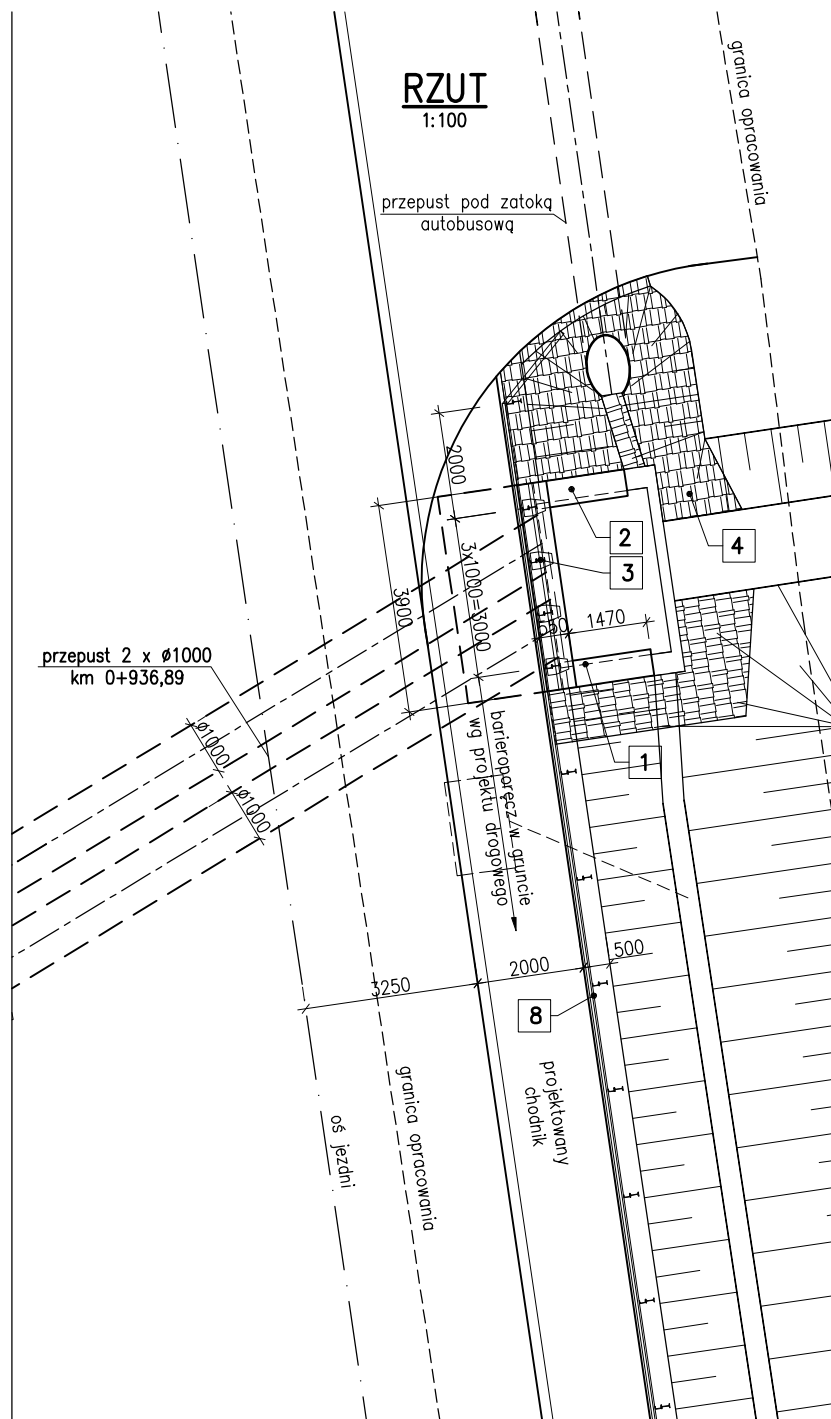 RZUT
1:100
granica opracowania
przepust pod zatoką
autobusową
2000
3x1000=3000
3900
2
3
4
550
1470
przepust 2 x ø1000
km 0+936,89
ø1000
ø1000
1
barieroporęcz w gruncie
wg projektu drogowego
3250
2000
500
8
projektowany
chodnik
granica opracowania
oś jezdni